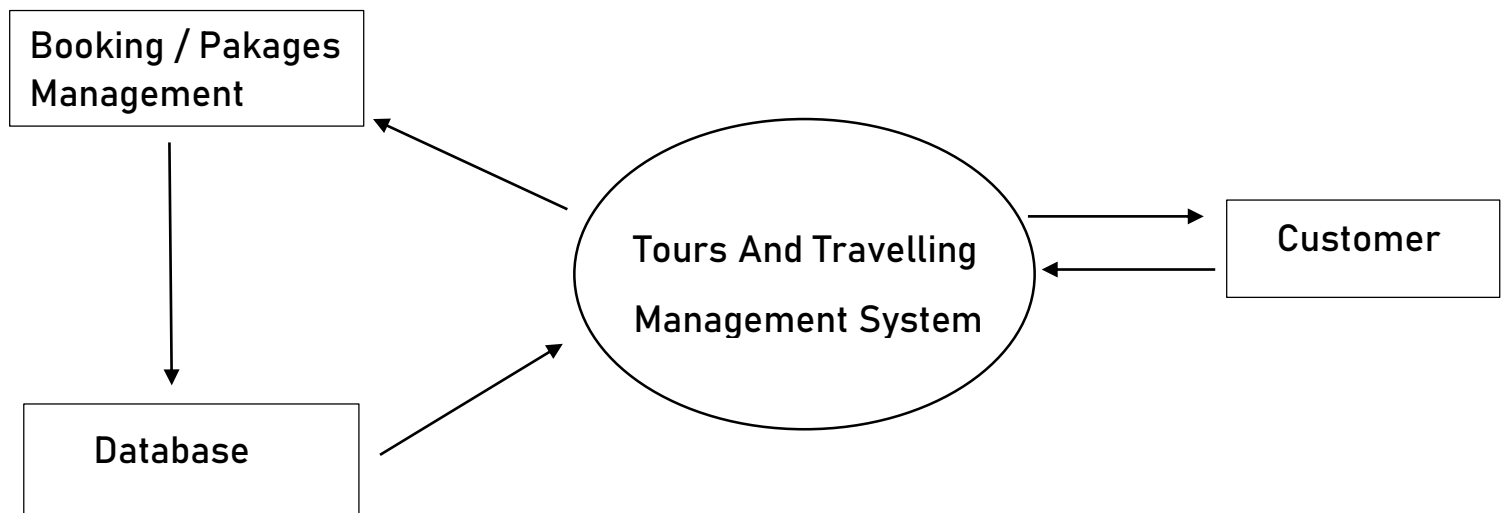 Booking / Pakages
Management
Tours And Travelling
Management System
Customer
Database